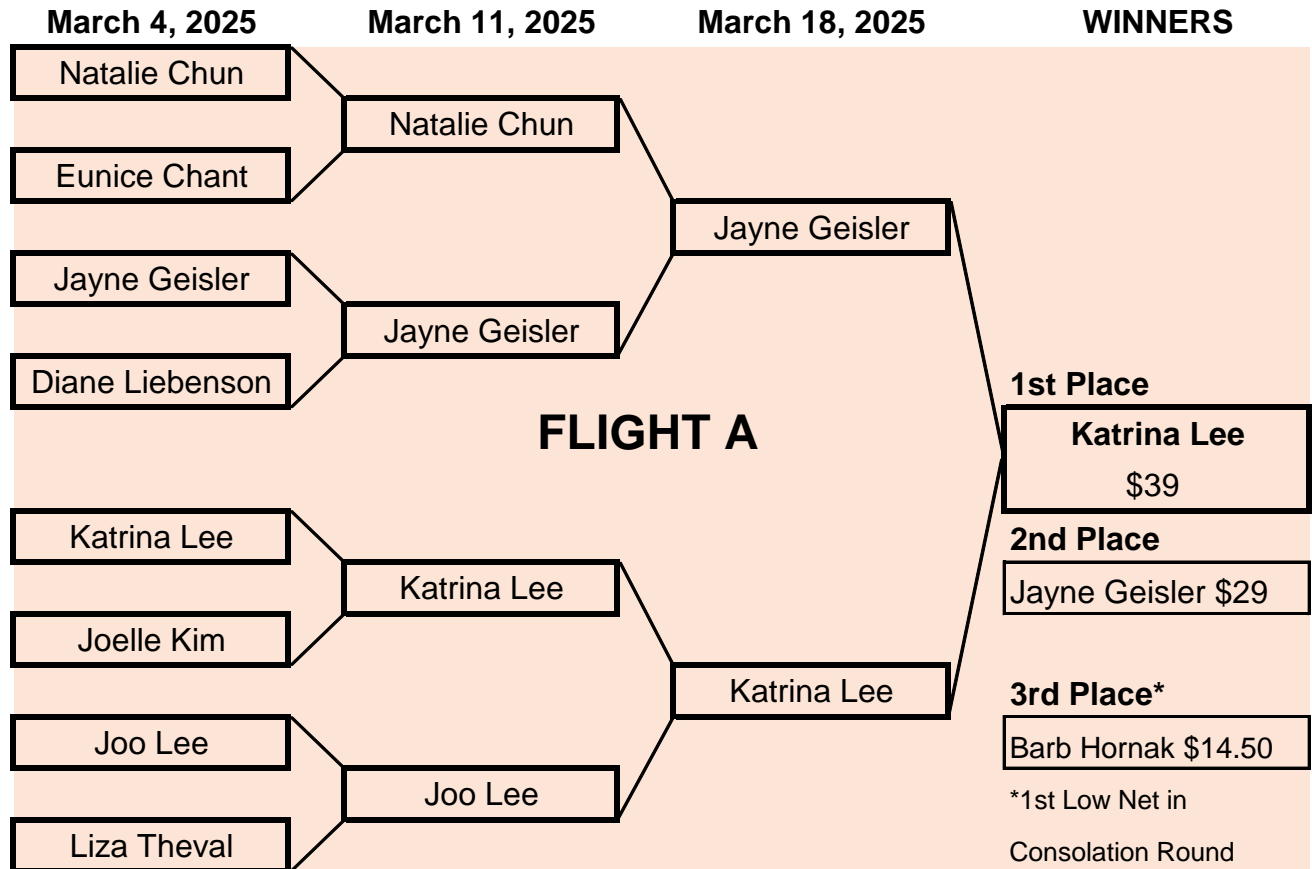 March 4, 2025
March 11, 2025
March 18, 2025
WINNERS
Natalie Chun
Eunice Chant
Jayne Geisler
Diane Liebenson
Katrina Lee
Joelle Kim
Joo Lee
Liza Theval
Natalie Chun
Jayne Geisler
Katrina Lee
Joo Lee
FLIGHT A
Jayne Geisler
Katrina Lee
1st Place
Katrina Lee
$39
2nd Place
Jayne Geisler $29
3rd Place*
Barb Hornak $14.50
*1st Low Net in
Consolation Round